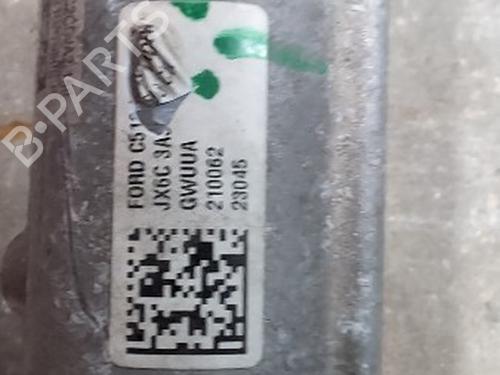 FORD C51
JX6C 3A
GWUUA
210062
23045
B-PARTS